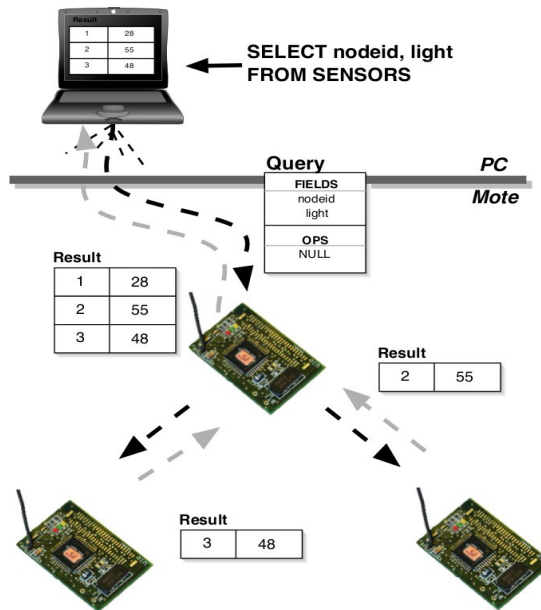 Result
1 28
2 55
3 48
SELECT nodeid, light
FROM SENSORS
Query
PC
FIELDS
Mote
nodeid
light
OPS
NULL
Result
1 28
2 55
3 48
Result
2 55
Result
3 48